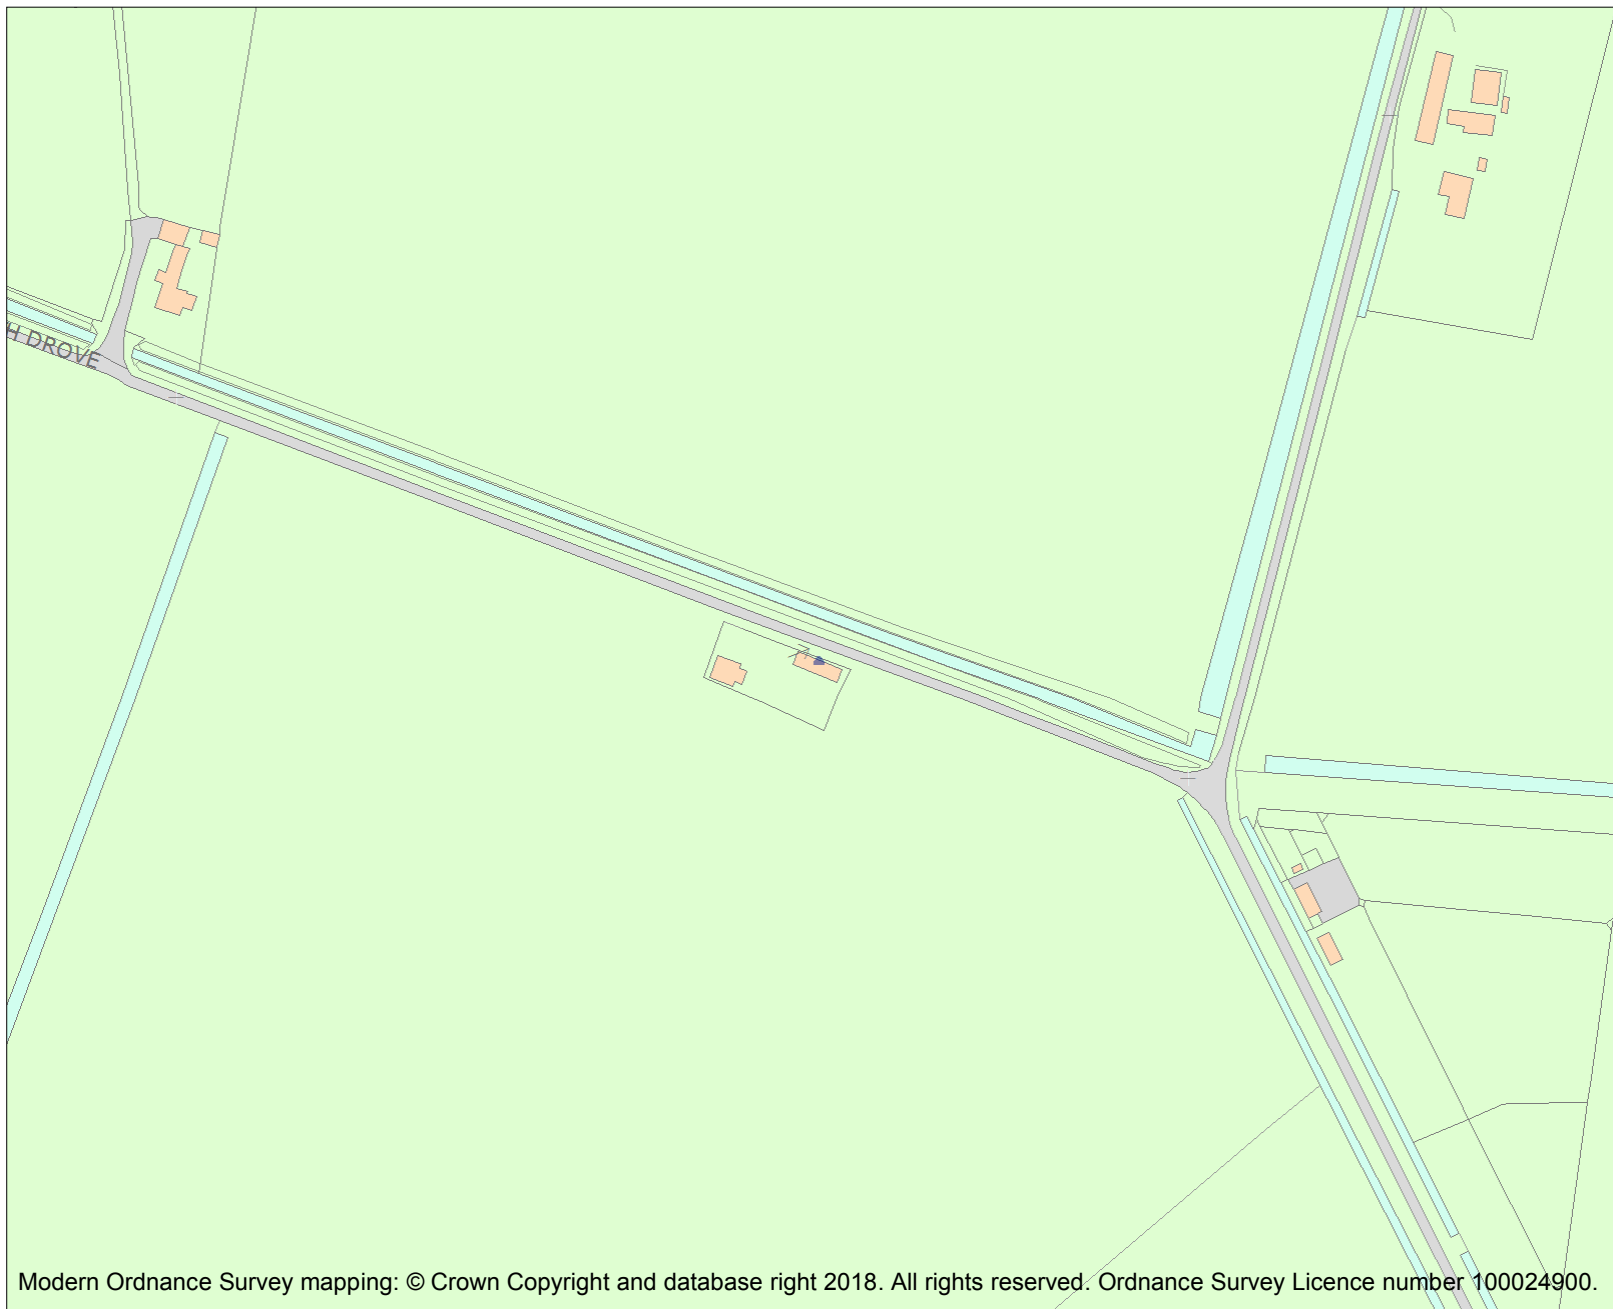 H DROVE
Modern Ordnance Survey mapping: © Crown Copyright and database right 2018. All rights reserved. Ordnance Survey Licence number 100024900.